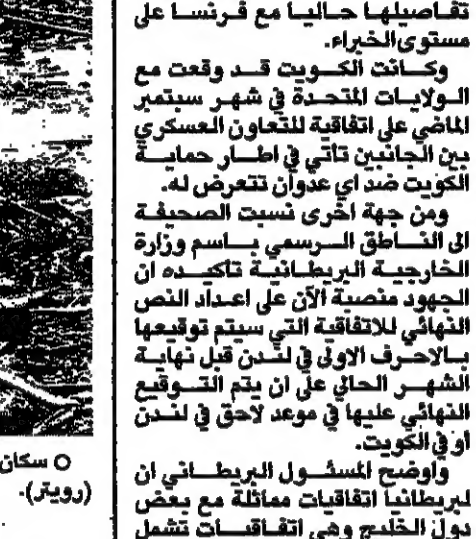 تفاصيلها حالياً مع فرنسا على
مستوى الخبراء.
وكانت الكويت قد وقعت مع
الولايات المتحدة في شهر سبتمبر
الماضي على اتفاقية للتعاون العسكري
بين الجانبين تأتي في اطار حماية
الكويت ضد اي عدوان تتعرض له.
ومن جهة اخرى نسبت الصحيفة
الى الناطق الرسمي باسم وزارة
الخارجية البريطانية تاكيده ان
الجهود منصبة الآن على اعداد النص
النهائي للاتفاقية التي سيتم توقيعها
بالاحرف الاولى في لندن قبل نهاية
الشهر الحالي على ان يتم التوقيع
النهائي عليها في موعد لاحق في لندن
او في الكويت.
واوضح المسئول البريطاني ان
لبريطانيا اتفاقيات مماثلة مع بعض
دول الخليج وهي اتفاقيات تشمل
O سكان
(رويتر).